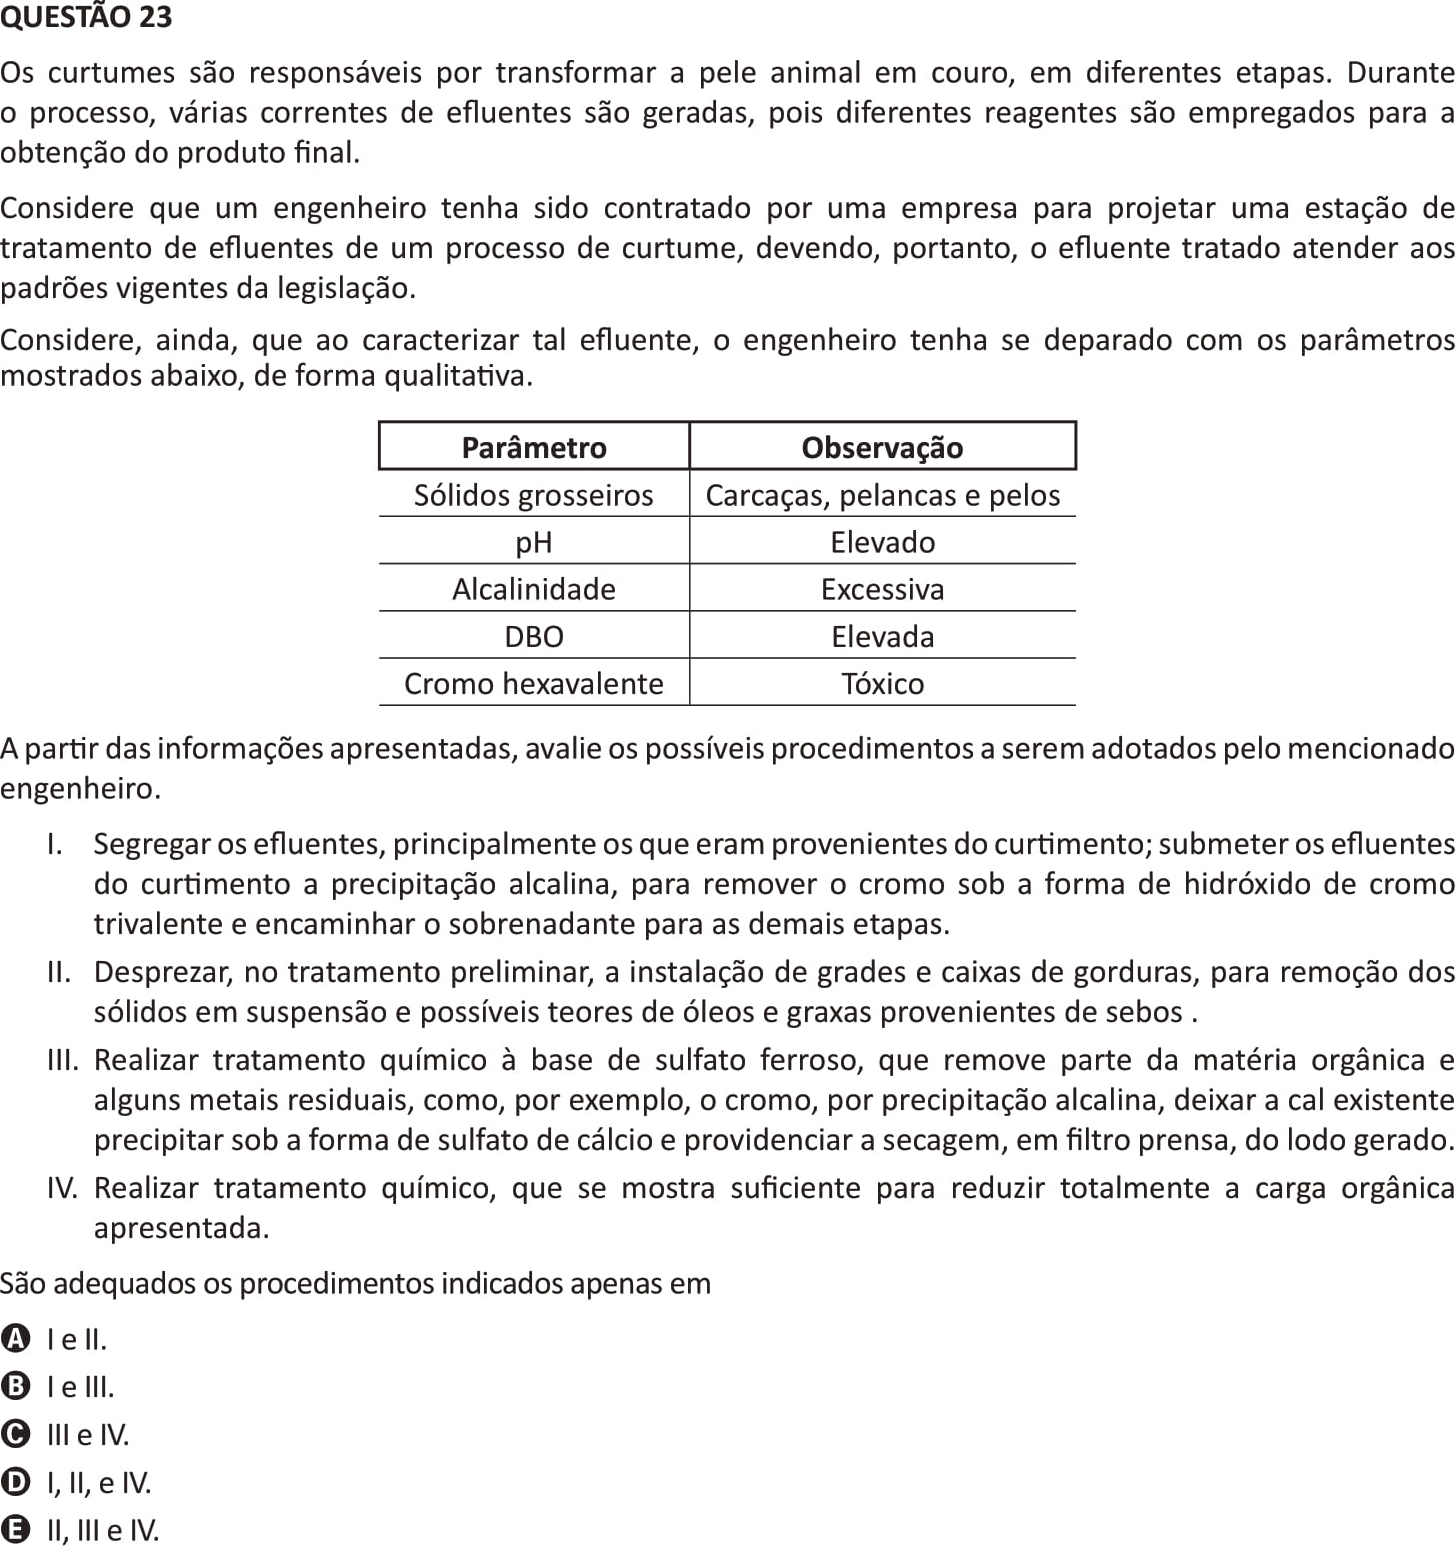 QUESTÃO 23
Os curtumes são responsáveis por transformar a pele animal em couro, em diferentes etapas. Durante
o processo, várias correntes de efluentes são geradas, pois diferentes reagentes são empregados para a
obtenção do produto final.
Considere que um engenheiro tenha sido contratado por uma empresa para projetar uma estação de
tratamento de efluentes de um processo de curtume, devendo, portanto, o efluente tratado atender aos
padrões vigentes da legislação.
Considere, ainda, que ao caracterizar tal efluente, o engenheiro tenha se deparado com os parâmetros
mostrados abaixo, de forma qualitativa.
Parâmetro Observação
Sólidos grosseiros Carcaças, pelancas e pelos
pH Elevado
Alcalinidade Excessiva
DBO Elevada
Cromo hexavalente Tóxico
A partir das informações apresentadas, avalie os possíveis procedimentos a serem adotados pelo mencionado
engenheiro.
I. Segregar os efluentes, principalmente os que eram provenientes do curtimento; submeter os efluentes
do curtimento a precipitação alcalina, para remover o cromo sob a forma de hidróxido de cromo
trivalente e encaminhar o sobrenadante para as demais etapas.
II. Desprezar, no tratamento preliminar, a instalação de grades e caixas de gorduras, para remoção dos
sólidos em suspensão e possíveis teores de óleos e graxas provenientes de sebos .
III. Realizar tratamento químico à base de sulfato ferroso, que remove parte da matéria orgânica e
alguns metais residuais, como, por exemplo, o cromo, por precipitação alcalina, deixar a cal existente
precipitar sob a forma de sulfato de cálcio e providenciar a secagem, em filtro prensa, do lodo gerado.
IV. Realizar tratamento químico, que se mostra suficiente para reduzir totalmente a carga orgânica
apresentada.
São adequados os procedimentos indicados apenas em
A I e II.
B I e III.
C III e IV.
D I, II, e IV.
E II, III e IV.